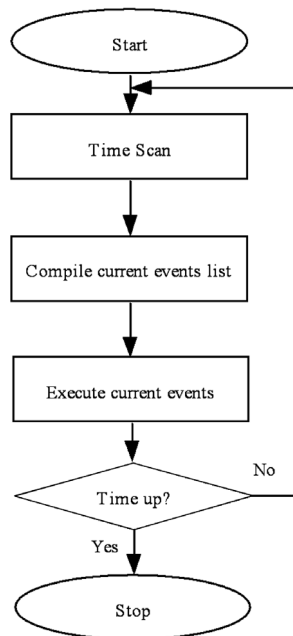 Start
Time Scan
Compile current events list
Execute current events
Time up?
No
Yes
Stop